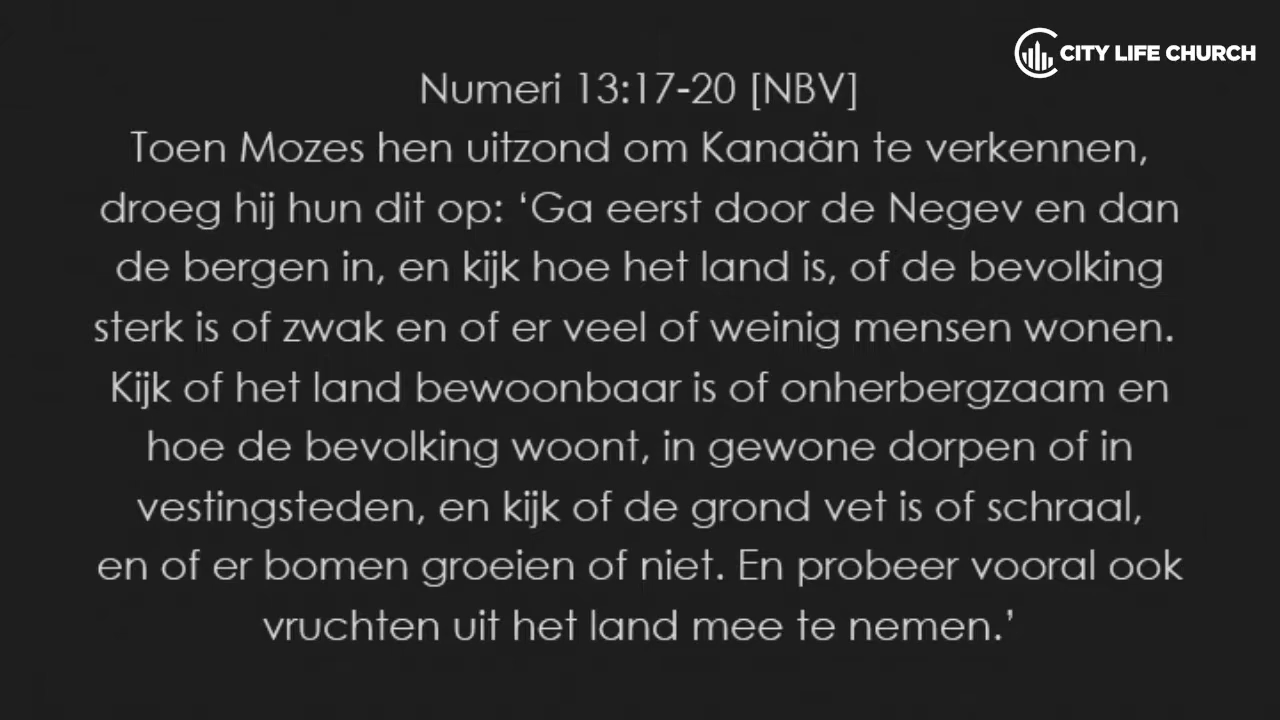 CITY LIFE CHURCH
Numeri 13:17-20 [NBV]
Toen Mozes hen uitzond om Kanaän te verkennen,
droeg hij hun dit op: ‘Ga eerst door de Negev en dan
de bergen in, en kijk hoe het land is, of de bevolking
sterk is of zwak en of er veel of weinig mensen wonen.
Kijk of het land bewoonbaar is of onherbergzaam en
hoe de bevolking woont, in gewone dorpen of in
vestingsteden, en kijk of de grond vet is of schraal,
en of er bomen groeien of niet. En probeer vooral ook
vruchten uit het land mee te nemen.’